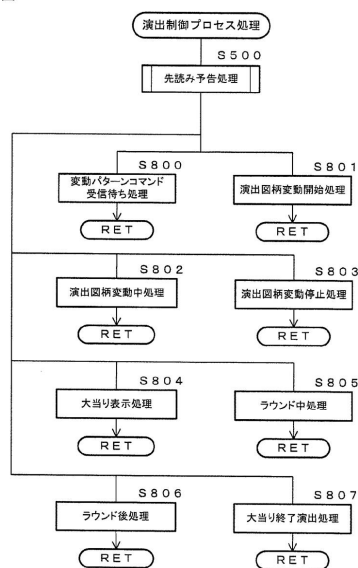 演出制御プロセス処理
S500
先読み予告処理
S800
変動パターンコマンド
受信待ち処理
RET
S801
演出図柄変動開始処理
RET
S802
演出図柄変動中処理
RET
S803
演出図柄変動停止処理
RET
S804
大当り表示処理
RET
S805
ラウンド中処理
RET
S806
ラウンド後処理
RET
S807
大当り終了演出処理
RET